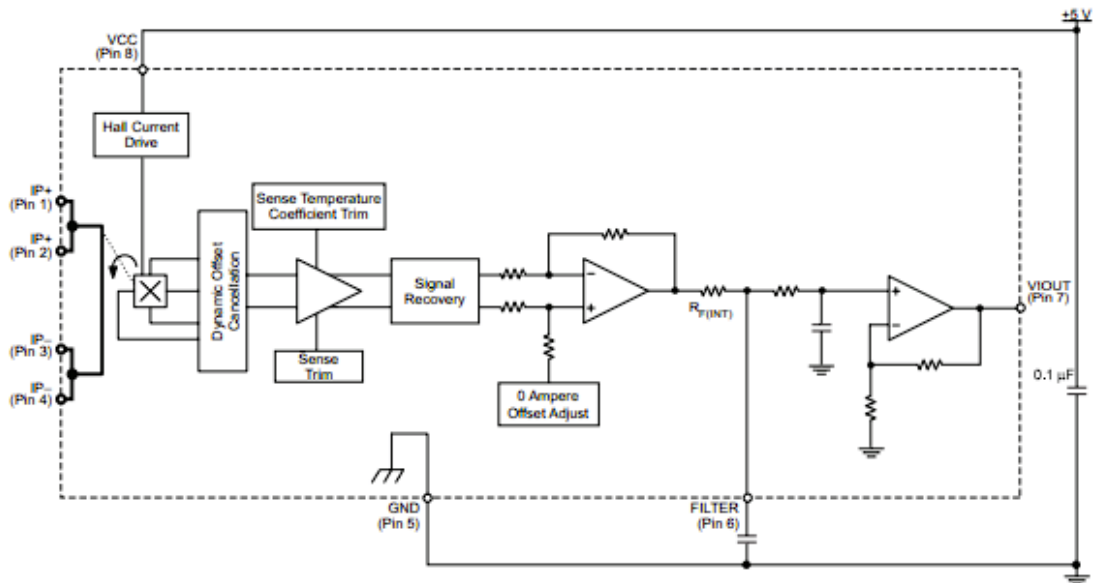 +5 V
VCC
(Pin 8)
Hall Current
Drive
IP+
(Pin 1)
IP+
(Pin 2)
IP–
(Pin 3)
IP–
(Pin 4)
Dynamic Offset
Cancellation
Sense Temperature
Coefficient Trim
Sense
Trim
Signal
Recovery
0 Ampere
Offset Adjust
–
+
RF(INT)
+
–
VIOUT
(Pin 7)
0.1 µF
GND
(Pin 5)
FILTER
(Pin 6)